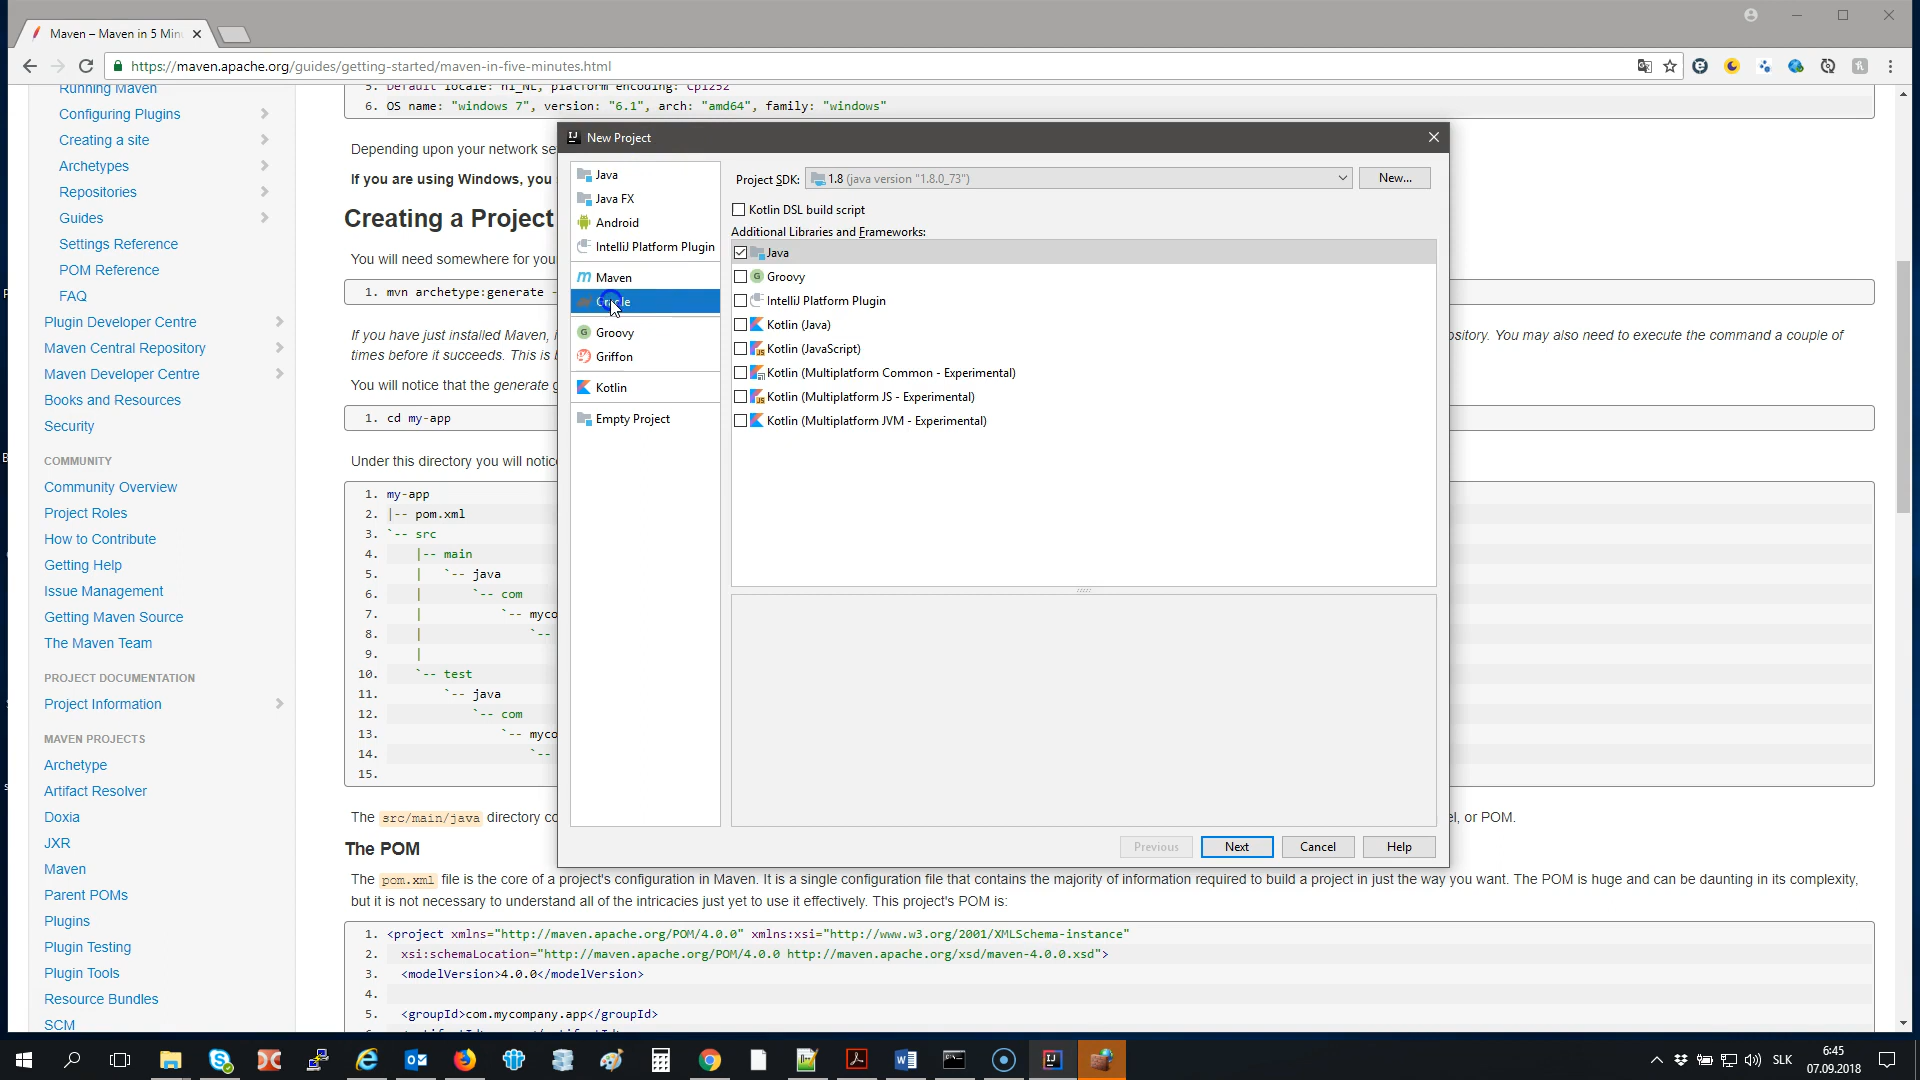 Maven – Maven in 5 Min
https://maven.apache.org/guides/getting-started/maven-in-five-minutes.html
Running Maven
Configuring Plugins
Creating a site
Archetypes
Repositories
Guides
Settings Reference
POM Reference
FAQ
Plugin Developer Centre
Maven Central Repository
Maven Developer Centre
Books and Resources
Security
COMMUNITY
Community Overview
Project Roles
How to Contribute
Getting Help
Issue Management
Getting Maven Source
The Maven Team
PROJECT DOCUMENTATION
Project Information
MAVEN PROJECTS
Archetype
Artifact Resolver
Doxia
JXR
Maven
Parent POMs
Plugins
Plugin Testing
Plugin Tools
Resource Bundles
SCM
5. Default locale: nl_NL, platform encoding: Cp1252
6. OS name: "windows 7", version: "6.1", arch: "amd64", family: "windows"
Depending upon your network se
If you are using Windows, you
Creating a Project
You will need somewhere for you
1. mvn archetype:generate -
If you have just installed Maven, i
ository. You may also need to execute the command a couple of
times before it succeeds. This is b
You will notice that the generate g
1. cd my-app
Under this directory you will notic
1. my-app
2. |-- pom.xml
3. `-- src
4. |-- main
5. | `-- java
6. | `-- com
7. | `-- myco
8. | `--
9. |
10. `-- test
11. `-- java
12. `-- com
13. `-- myco
14. `--
15.
The src/main/java directory co
el, or POM.
The POM
The pom.xml file is the core of a project's configuration in Maven. It is a single configuration file that contains the majority of information required to build a project in just the way you want. The POM is huge and can be daunting in its complexity,
but it is not necessary to understand all of the intricacies just yet to use it effectively. This project's POM is:
1. <project xmlns="http://maven.apache.org/POM/4.0.0" xmlns:xsi="http://www.w3.org/2001/XMLSchema-instance"
2. xsi:schemaLocation="http://maven.apache.org/POM/4.0.0 http://maven.apache.org/xsd/maven-4.0.0.xsd">
3. <modelVersion>4.0.0</modelVersion>
4.
5. <groupId>com.mycompany.app</groupId>
New Project
Java
Java FX
Android
IntelliJ Platform Plugin
Maven
Gradle
Groovy
Griffon
Kotlin
Empty Project
Project SDK: 1.8 (java version "1.8.0_73") New...
Kotlin DSL build script
Additional Libraries and Frameworks:
Java
Groovy
IntelliJ Platform Plugin
Kotlin (Java)
Kotlin (JavaScript)
Kotlin (Multiplatform Common - Experimental)
Kotlin (Multiplatform JS - Experimental)
Kotlin (Multiplatform JVM - Experimental)
Previous Next Cancel Help
SLK
6:45
07.09.2018